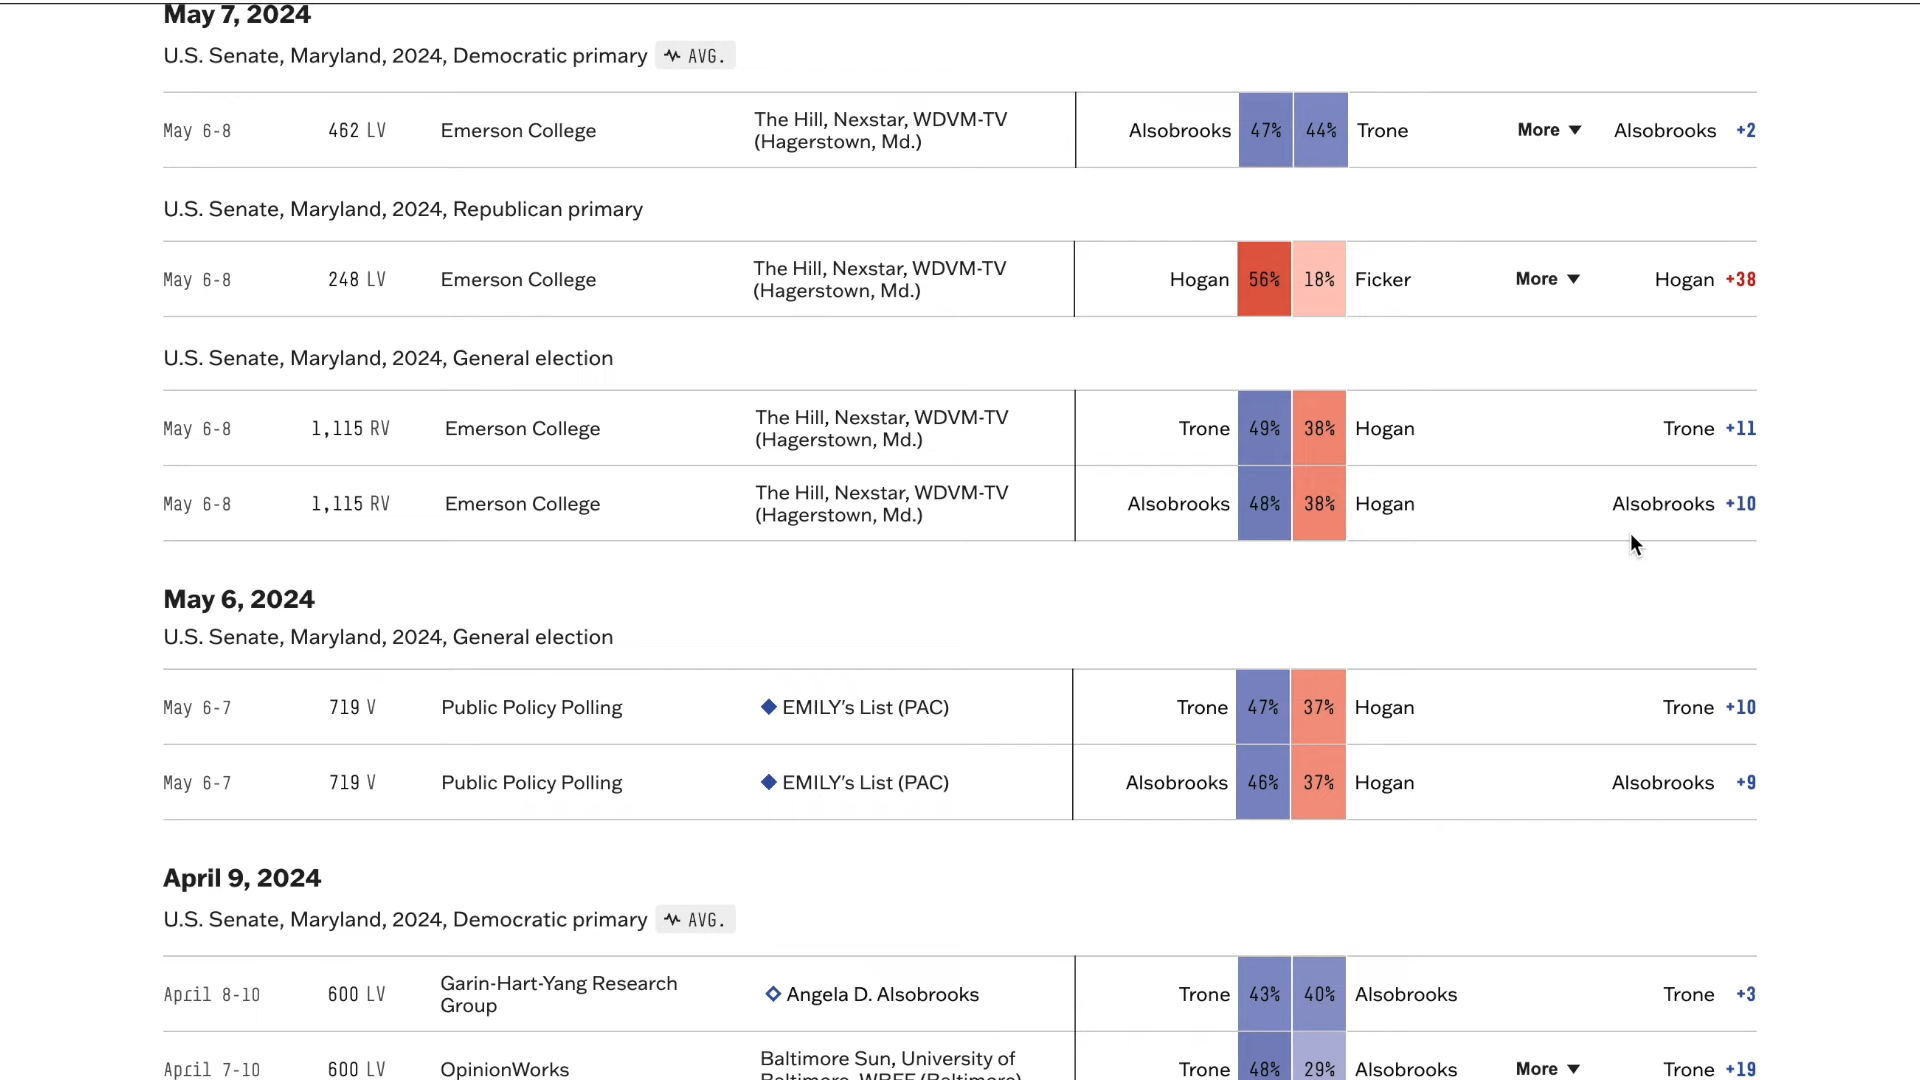 May 7, 2024
U.S. Senate, Maryland, 2024, Democratic primary AVG.
May 6-8 462 LV Emerson College The Hill, Nexstar, WDVM-TV (Hagerstown, Md.) Alsobrooks 47% 44% Trone More ▼ Alsobrooks +2
U.S. Senate, Maryland, 2024, Republican primary
May 6-8 248 LV Emerson College The Hill, Nexstar, WDVM-TV (Hagerstown, Md.) Hogan 56% 18% Ficker More ▼ Hogan +38
U.S. Senate, Maryland, 2024, General election
May 6-8 1,115 RV Emerson College The Hill, Nexstar, WDVM-TV (Hagerstown, Md.) Trone 49% 38% Hogan Trone +11
May 6-8 1,115 RV Emerson College The Hill, Nexstar, WDVM-TV (Hagerstown, Md.) Alsobrooks 48% 38% Hogan Alsobrooks +10
May 6, 2024
U.S. Senate, Maryland, 2024, General election
May 6-7 719 V Public Policy Polling EMILY's List (PAC) Trone 47% 37% Hogan Trone +10
May 6-7 719 V Public Policy Polling EMILY's List (PAC) Alsobrooks 46% 37% Hogan Alsobrooks +9
April 9, 2024
U.S. Senate, Maryland, 2024, Democratic primary AVG.
April 8-10 600 LV Garin-Hart-Yang Research Group Angela D. Alsobrooks Trone 43% 40% Alsobrooks Trone +3
April 7-10 600 LV OpinionWorks Baltimore Sun, University of Trone 48% 29% Alsobrooks More ▼ Trone +19